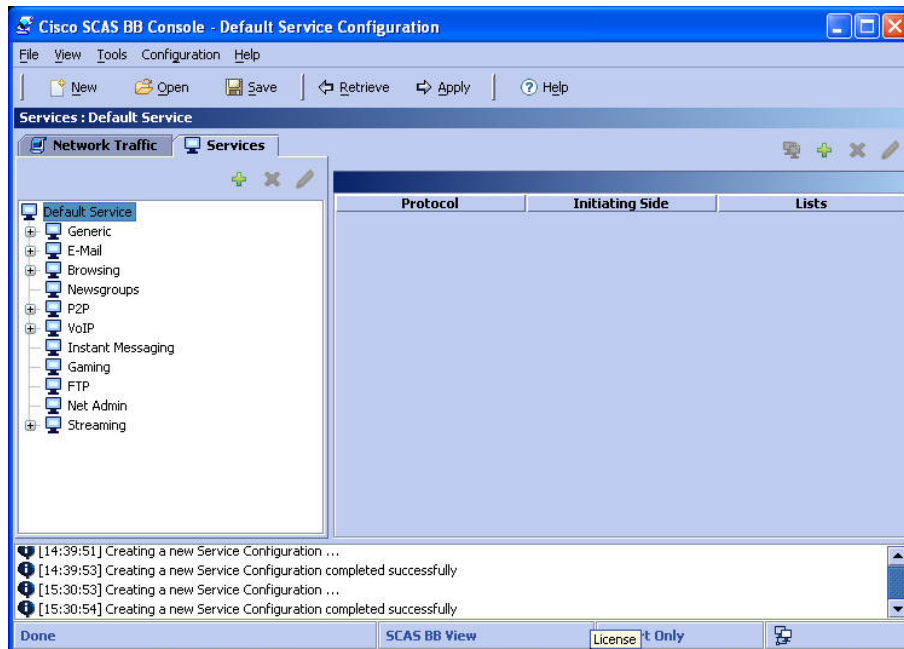 Cisco SCAS BB Console - Default Service Configuration
File View Tools Configuration Help
New Open Save Retrieve Apply Help
Services : Default Service
Network Traffic Services
Protocol Initiating Side Lists
Default Service
Generic
E-Mail
Browsing
Newsgroups
P2P
VoIP
Instant Messaging
Gaming
FTP
Net Admin
Streaming
[14:39:51] Creating a new Service Configuration ...
[14:39:53] Creating a new Service Configuration completed successfully
[15:30:53] Creating a new Service Configuration ...
[15:30:54] Creating a new Service Configuration completed successfully
Done SCAS BB View License Only